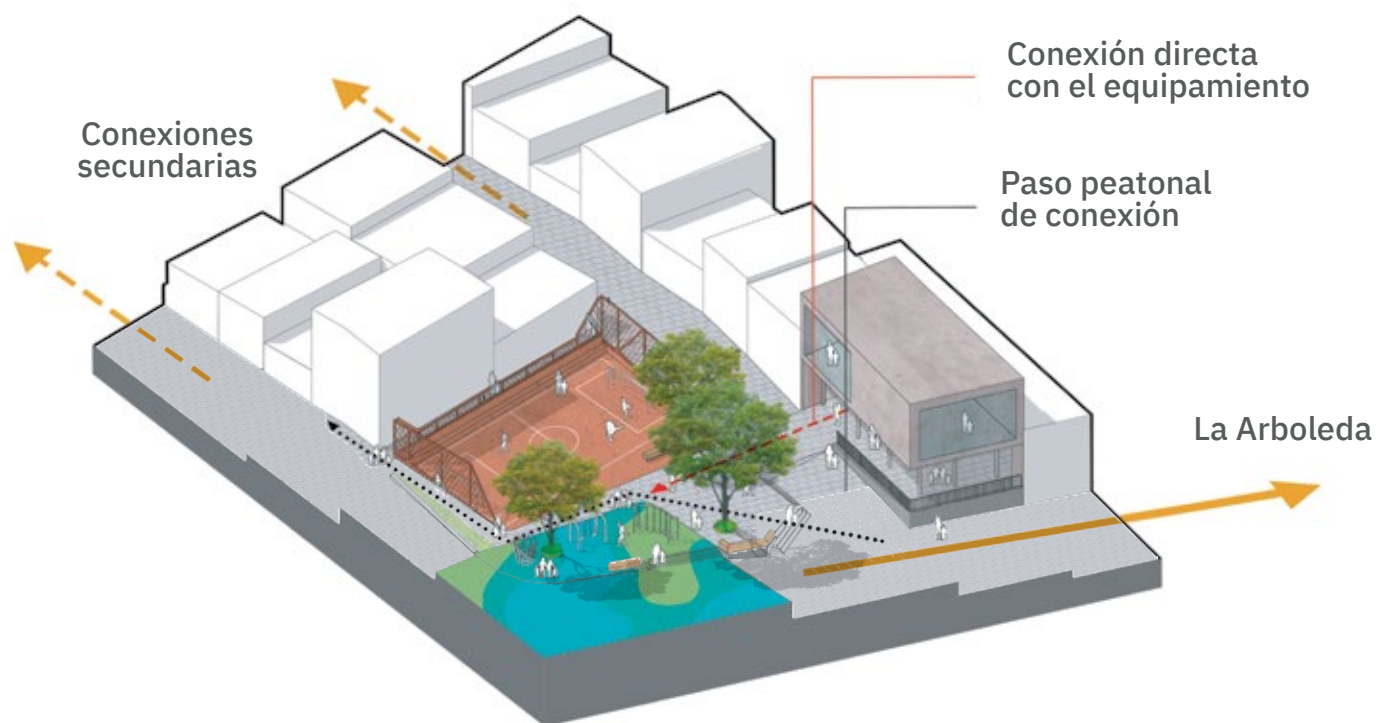 Conexión directa
con el equipamiento
Conexiones
secundarias
Paso peatonal
de conexión
La Arboleda